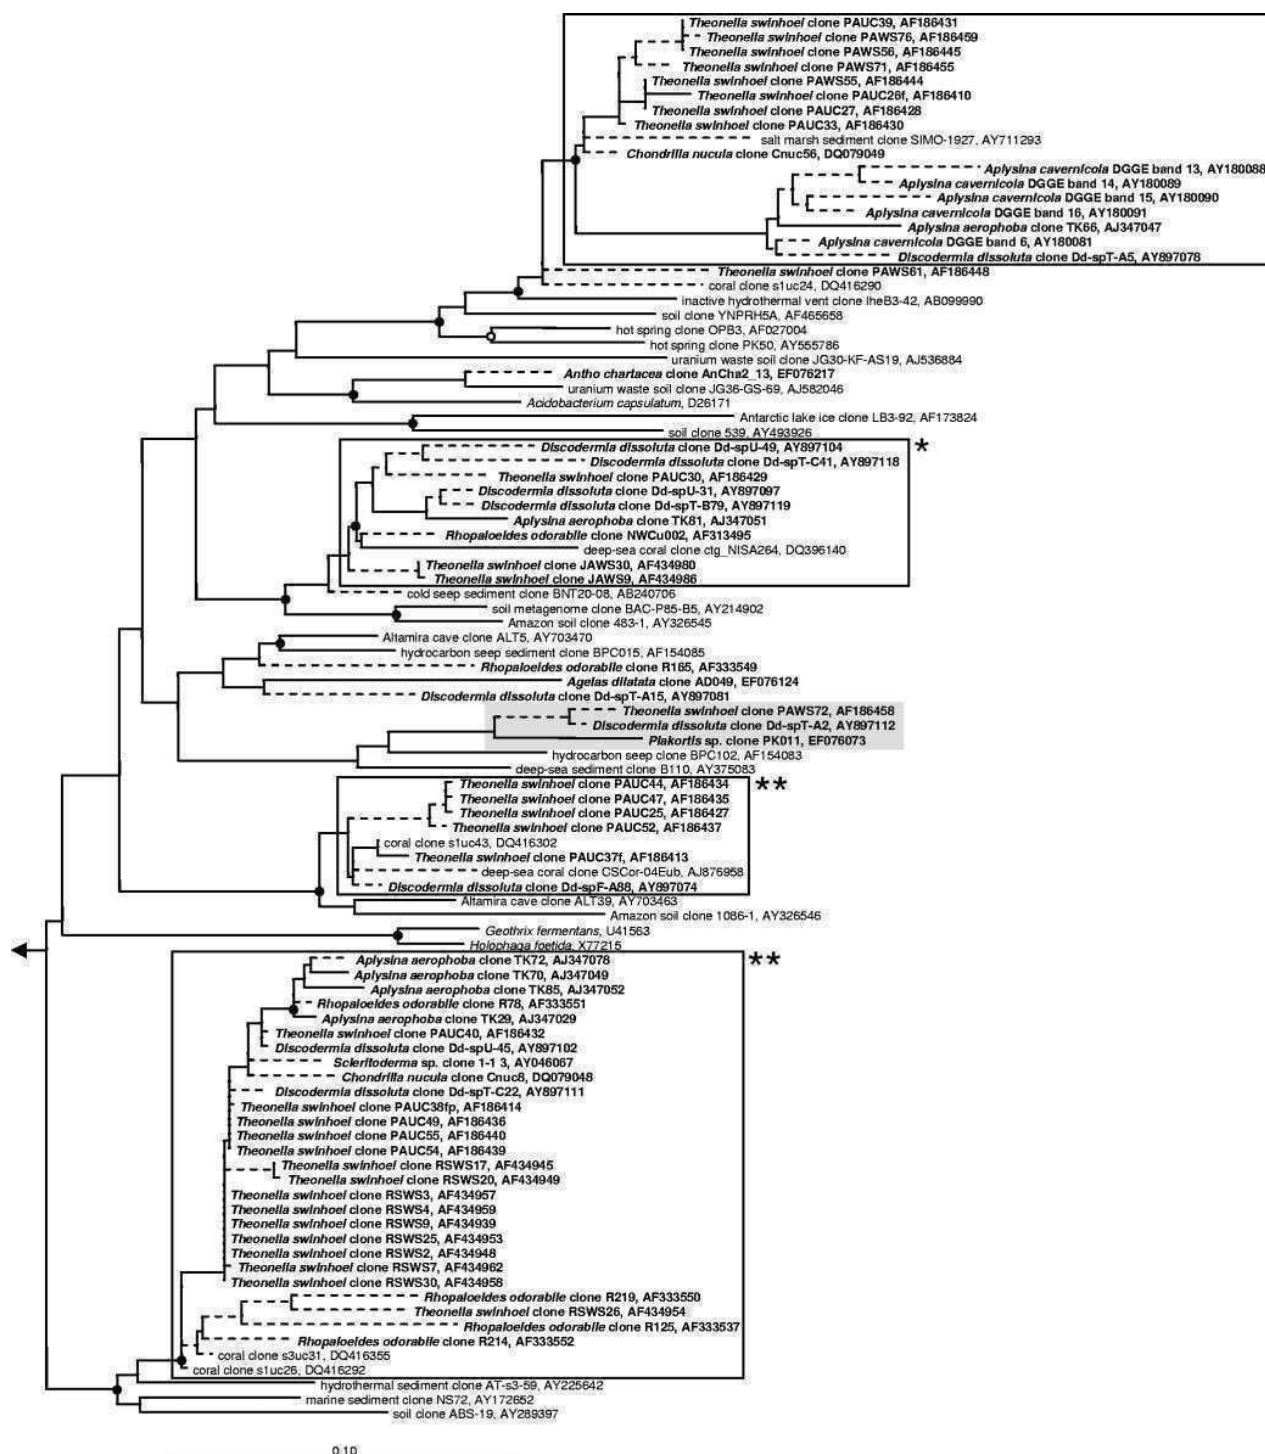 Theonella swinhoei clone PAUC39, AF186431
Theonella swinhoei clone PAWS76, AF186459
Theonella swinhoei clone PAWS56, AF186445
Theonella swinhoei clone PAWS71, AF186455
Theonella swinhoei clone PAWS55, AF186444
Theonella swinhoei clone PAUC26f, AF186410
Theonella swinhoei clone PAUC27, AF186428
Theonella swinhoei clone PAUC33, AF186430
salt marsh sediment clone SIMO-1927, AY711293
Chondrilla nucula clone Cnuc56, DQ079049
Aplysina cavernicola DGGE band 13, AY180088
Aplysina cavernicola DGGE band 14, AY180089
Aplysina cavernicola DGGE band 15, AY180090
Aplysina cavernicola DGGE band 16, AY180091
Aplysina aerophoba clone TK66, AJ347047
Aplysina cavernicola DGGE band 6, AY180081
Discodermia dissoluta clone Dd-spT-A5, AY897078
Theonella swinhoei clone PAWS61, AF186448
coral clone s1uc24, DQ416290
inactive hydrothermal vent clone IheB3-42, AB099990
soil clone YNPRH5A, AF465658
hot spring clone OPB3, AF027004
hot spring clone PK50, AY555786
uranium waste soil clone JG30-KF-AS19, AJ536884
Antho chartacea clone AnCha2_13, EF076217
uranium waste soil clone JG36-GS-69, AJ582046
Acidobacterium capsulatum, D26171
Antarctic lake ice clone LB3-92, AF173824
soil clone 539, AY493926
Discodermia dissoluta clone Dd-spU-49, AY897104 *
Discodermia dissoluta clone Dd-spT-C41, AY897118
Theonella swinhoei clone PAUC30, AF186429
Discodermia dissoluta clone Dd-spU-31, AY897097
Discodermia dissoluta clone Dd-spT-B79, AY897119
Aplysina aerophoba clone TK81, AJ347051
Rhopaloeides odorabile clone NWCu002, AF313495
deep-sea coral clone ctg_NISA264, DQ396140
Theonella swinhoei clone JAWS30, AF434980
Theonella swinhoei clone JAWS9, AF434986
cold seep sediment clone BNT20-08, AB240706
soil metagenome clone BAC-P85-B5, AY214902
Amazon soil clone 483-1, AY326545
Altamira cave clone ALT5, AY703470
hydrocarbon seep sediment clone BPC015, AF154085
Rhopaloeides odorabile clone R165, AF333549
Agelas dilatata clone AD049, EF076124
Discodermia dissoluta clone Dd-spT-A15, AY897081
Theonella swinhoei clone PAWS72, AF186458
Discodermia dissoluta clone Dd-spT-A2, AY897112
Plakortis sp. clone PK011, EF076073
hydrocarbon seep clone BPC102, AF154083
deep-sea sediment clone B110, AY375083
Theonella swinhoei clone PAUC44, AF186434 **
Theonella swinhoei clone PAUC47, AF186435
Theonella swinhoei clone PAUC25, AF186427
Theonella swinhoei clone PAUC52, AF186437
coral clone s1uc43, DQ416302
Theonella swinhoei clone PAUC37f, AF186413
deep-sea coral clone CSCor-04Eub, AJ876958
Discodermia dissoluta clone Dd-spF-A88, AY897074
Altamira cave clone ALT39, AY703463
Amazon soil clone 1086-1, AY326546
Geothrix fermentans, U41563
Holophaga foetida, X77215
Aplysina aerophoba clone TK72, AJ347078 **
Aplysina aerophoba clone TK70, AJ347049
Aplysina aerophoba clone TK85, AJ347052
Rhopaloeides odorabile clone R78, AF333551
Aplysina aerophoba clone TK29, AJ347029
Theonella swinhoei clone PAUC40, AF186432
Discodermia dissoluta clone Dd-spU-45, AY897102
Scleritoderma sp. clone 1-1 3, AY046067
Chondrilla nucula clone Cnuc8, DQ079048
Discodermia dissoluta clone Dd-spT-C22, AY897111
Theonella swinhoei clone PAUC38fp, AF186414
Theonella swinhoei clone PAUC49, AF186436
Theonella swinhoei clone PAUC55, AF186440
Theonella swinhoei clone PAUC54, AF186439
Theonella swinhoei clone RSWS17, AF434945
Theonella swinhoei clone RSWS20, AF434949
Theonella swinhoei clone RSWS3, AF434957
Theonella swinhoei clone RSWS4, AF434959
Theonella swinhoei clone RSWS9, AF434939
Theonella swinhoei clone RSWS25, AF434953
Theonella swinhoei clone RSWS2, AF434948
Theonella swinhoei clone RSWS7, AF434962
Theonella swinhoei clone RSWS30, AF434958
Rhopaloeides odorabile clone R219, AF333550
Theonella swinhoei clone RSWS26, AF434954
Rhopaloeides odorabile clone R125, AF333537
Rhopaloeides odorabile clone R214, AF333552
coral clone s3uc31, DQ416355
coral clone s1uc26, DQ416292
hydrothermal sediment clone AT-s3-59, AY225642
marine sediment clone NS72, AY172652
soil clone ABS-19, AY289397
0.10